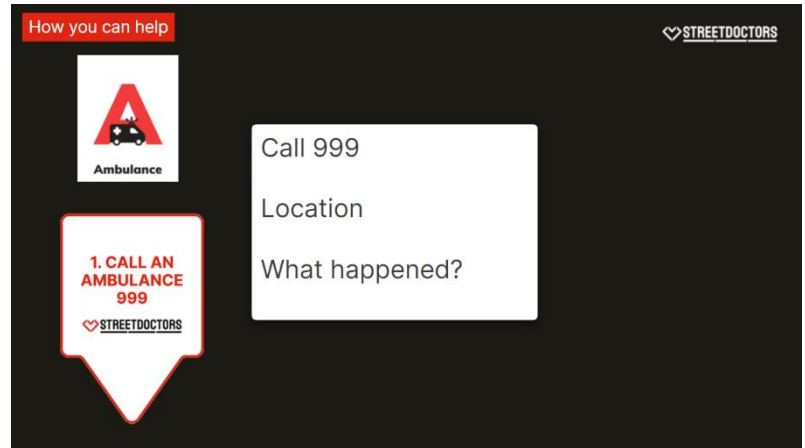 How you can help
STREETDOCTORS
A
Ambulance
Call 999
Location
What happened?
1. CALL AN
AMBULANCE
999
STREETDOCTORS